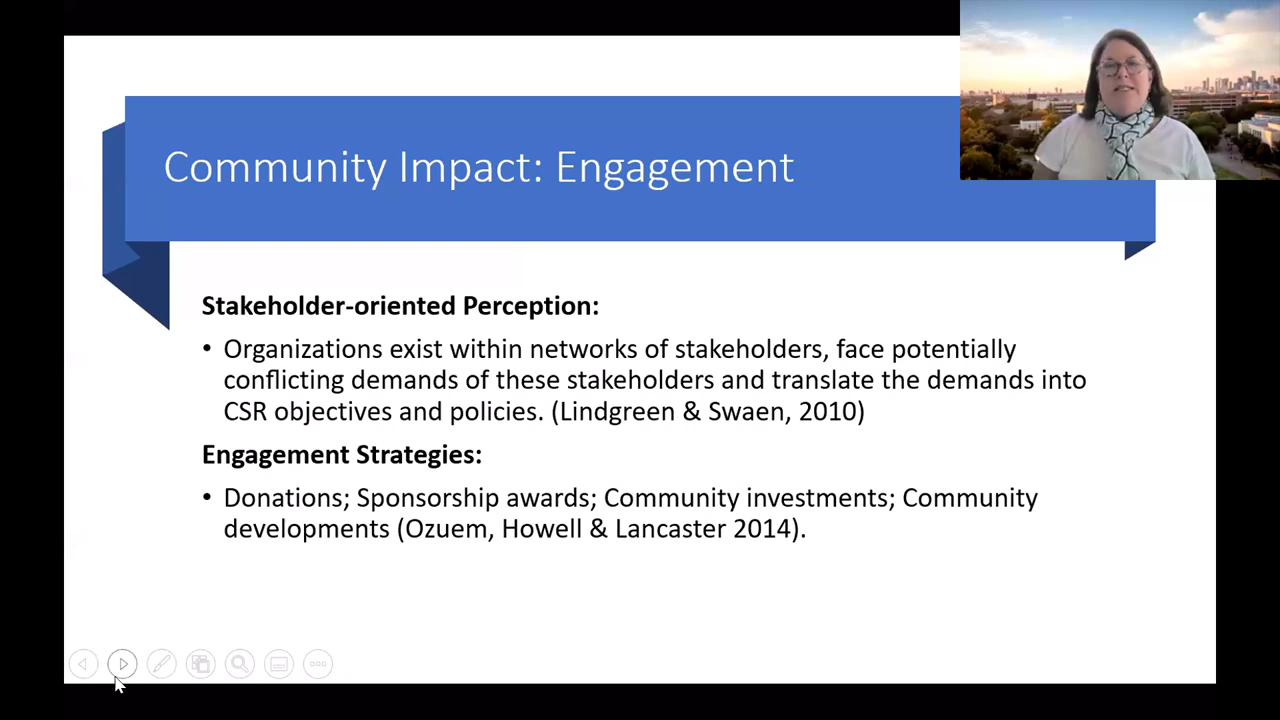 Community Impact: Engagement
Stakeholder-oriented Perception:
• Organizations exist within networks of stakeholders, face potentially
conflicting demands of these stakeholders and translate the demands into
CSR objectives and policies. (Lindgreen & Swaen, 2010)
Engagement Strategies:
• Donations; Sponsorship awards; Community investments; Community
developments (Ozuem, Howell & Lancaster 2014).